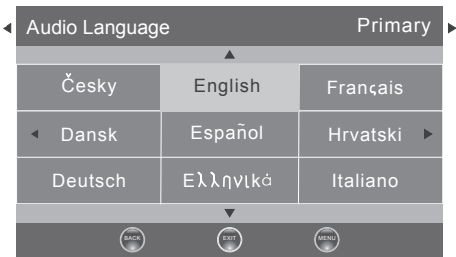 Audio Language Primary
Česky English Français
Dansk Español Hrvatski
Deutsch Ελληνικά Italiano
BACK EXIT MENU